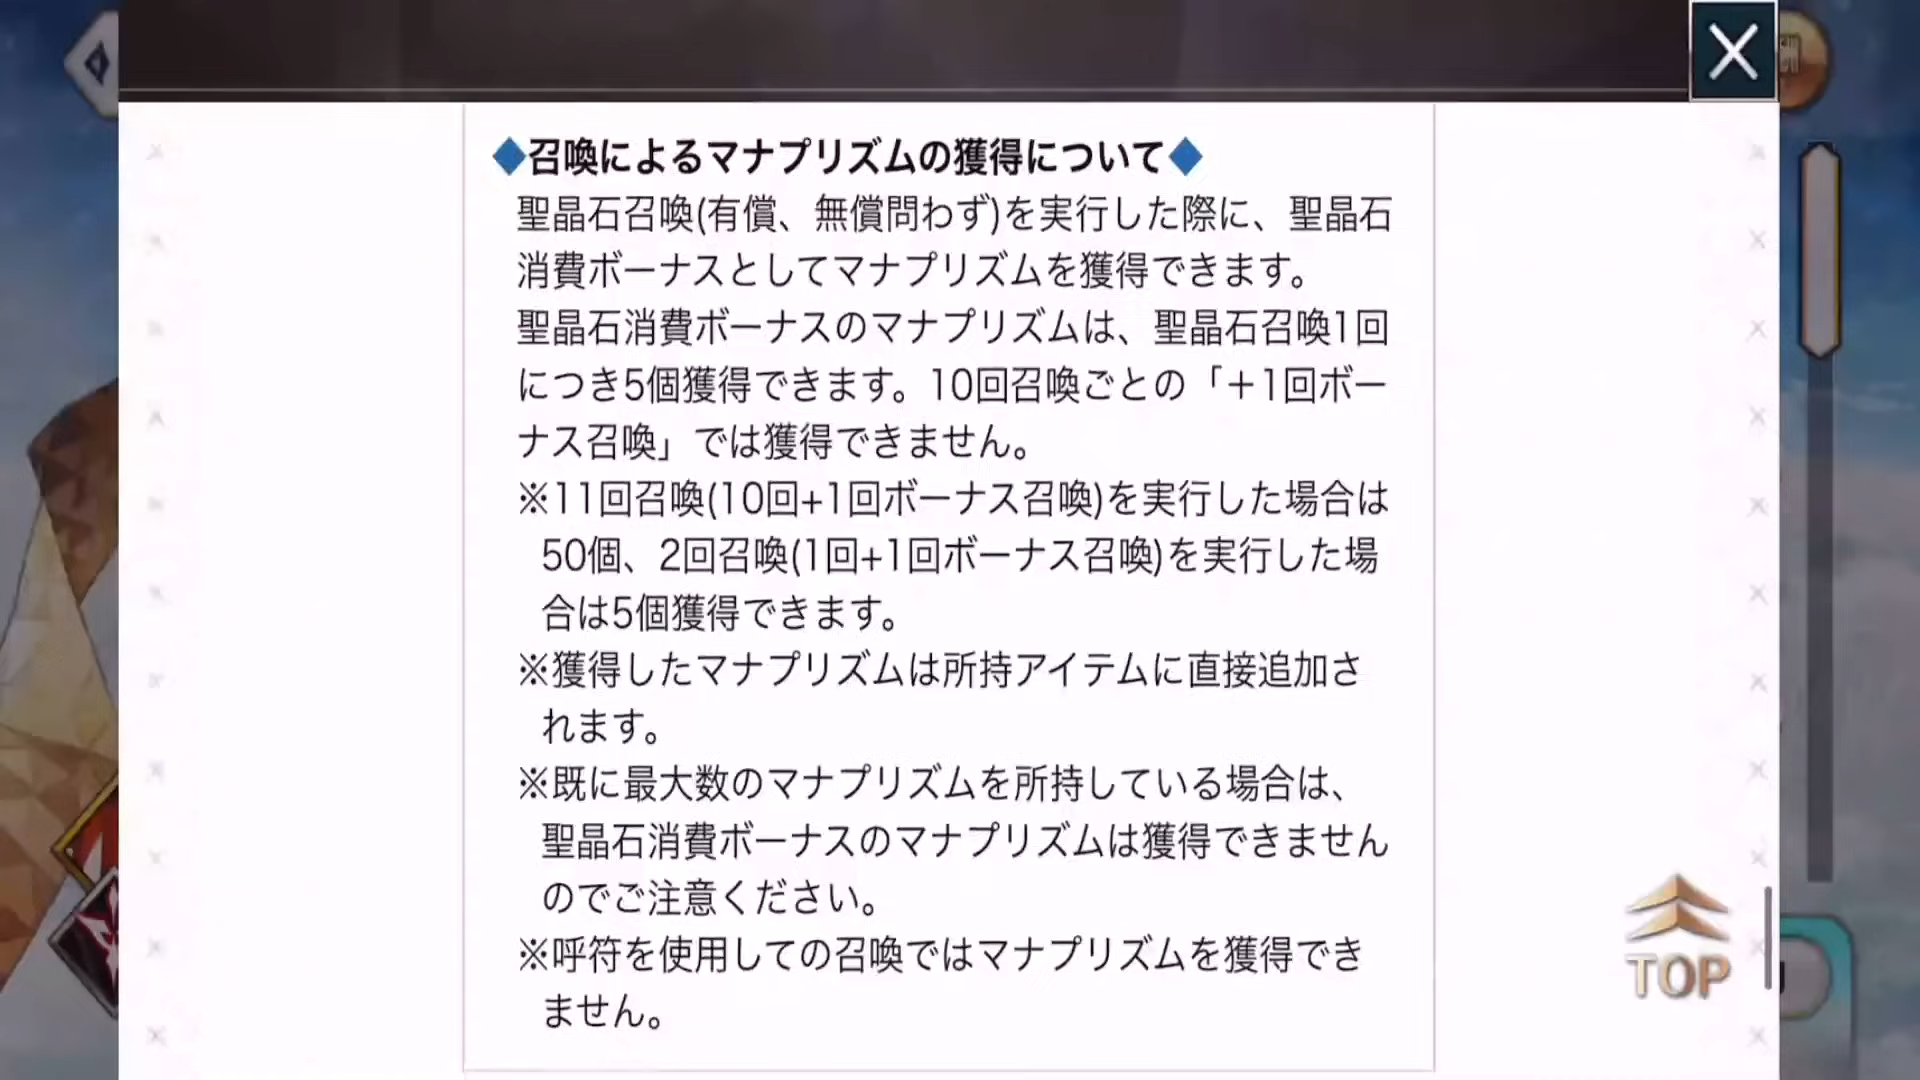 ◆召喚によるマナプリズムの獲得について◆
聖晶石召喚(有償、無償問わず)を実行した際に、聖晶石
消費ボーナスとしてマナプリズムを獲得できます。
聖晶石消費ボーナスのマナプリズムは、聖晶石召喚1回
につき5個獲得できます。10回召喚ごとの「＋1回ボー
ナス召喚」では獲得できません。
※11回召喚(10回+1回ボーナス召喚)を実行した場合は
50個、2回召喚(1回+1回ボーナス召喚)を実行した場
合は5個獲得できます。
※獲得したマナプリズムは所持アイテムに直接追加さ
れます。
※既に最大数のマナプリズムを所持している場合は、
聖晶石消費ボーナスのマナプリズムは獲得できません
のでご注意ください。
※呼符を使用しての召喚ではマナプリズムを獲得でき
ません。
TOP